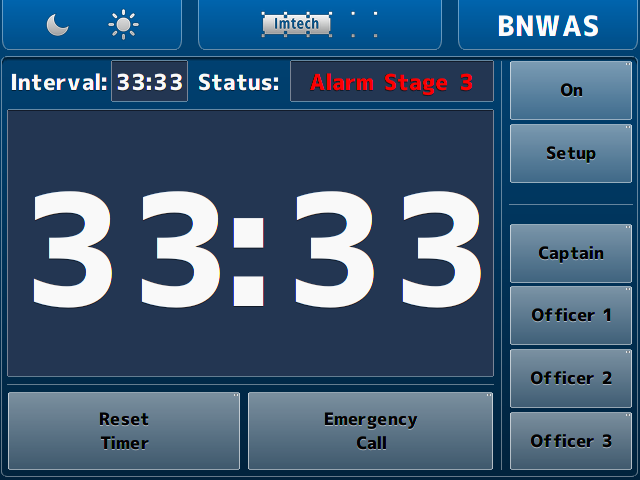 Imtech
BNWAS
Interval: 33:33 Status: Alarm Stage 3
On
Setup
33:33
Captain
Officer 1
Officer 2
Officer 3
Reset
Timer
Emergency
Call